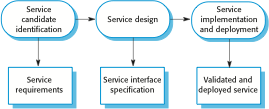 Service
candidate
identification
Service design
Service
implementation
and deployment
Service
requirements
Service interface
specification
Validated and
deployed service